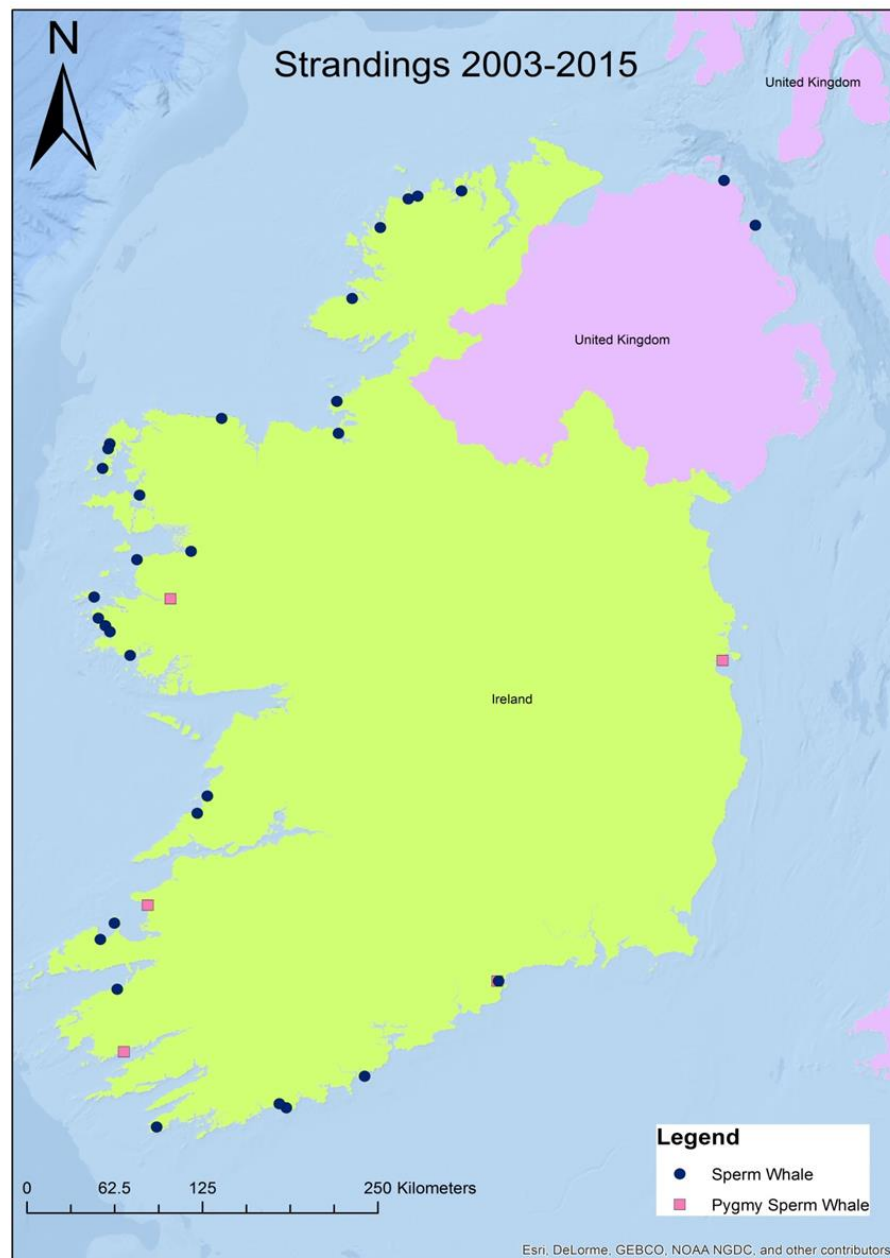 N
Strandings 2003-2015
United Kingdom
United Kingdom
Ireland
Legend
Sperm Whale
Pygmy Sperm Whale
0 62.5 125 250 Kilometers
Esri, DeLorme, GEBCO, NOAA NGDC, and other contributors